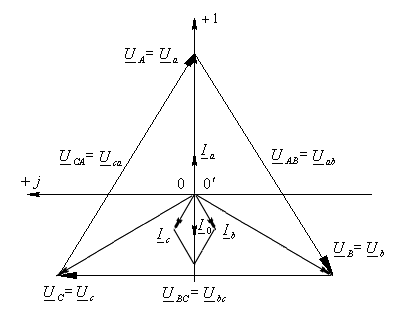 +1
U_A = U_a
I_a
U_CA = U_ca
U_AB = U_ab
+j
0 0'
I_c
I_0
I_b
U_B = U_b
U_C = U_c
U_BC = U_bc